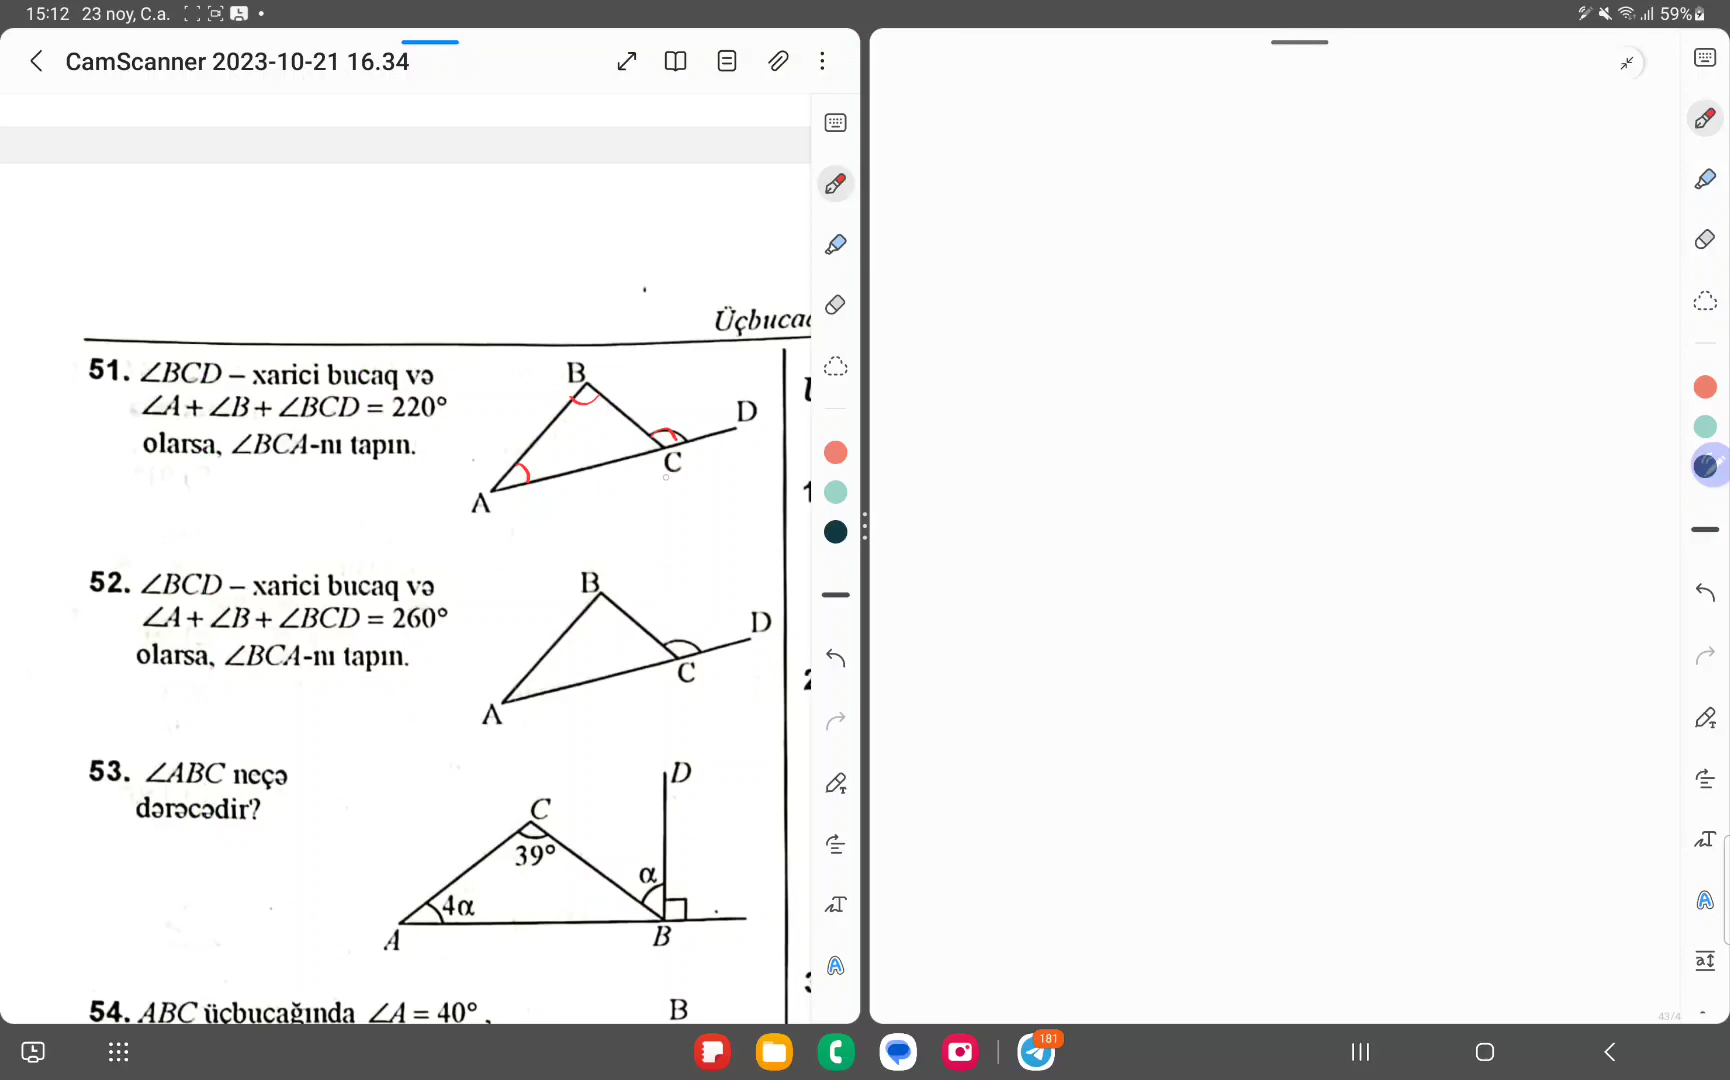 15:12 23 noy, C.a.
59%
CamScanner 2023-10-21 16.34
51. ∠BCD – xarici bucaq və
∠A + ∠B + ∠BCD = 220°
olarsa, ∠BCA-nı tapın.
B
D
C
A
52. ∠BCD – xarici bucaq və
∠A + ∠B + ∠BCD = 260°
olarsa, ∠BCA-nı tapın.
B
D
C
A
53. ∠ABC neçə
dərəcədir?
D
C
39°
α
4α
A
B
54. ABC üçbucağında ∠A = 40°,
B
43/4
181